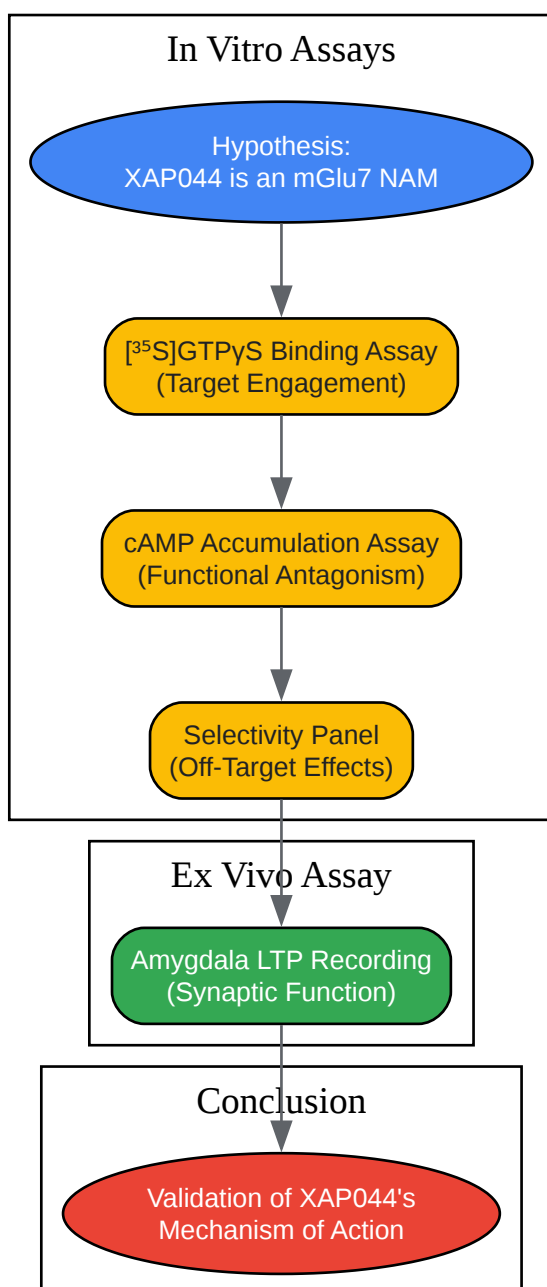 In Vitro Assays
Hypothesis:
XAP044 is an mGlu7 NAM
[³⁵S]GTPγS Binding Assay
(Target Engagement)
cAMP Accumulation Assay
(Functional Antagonism)
Selectivity Panel
(Off-Target Effects)
Ex Vivo Assay
Amygdala LTP Recording
(Synaptic Function)
Conclusion
Validation of XAP044's
Mechanism of Action